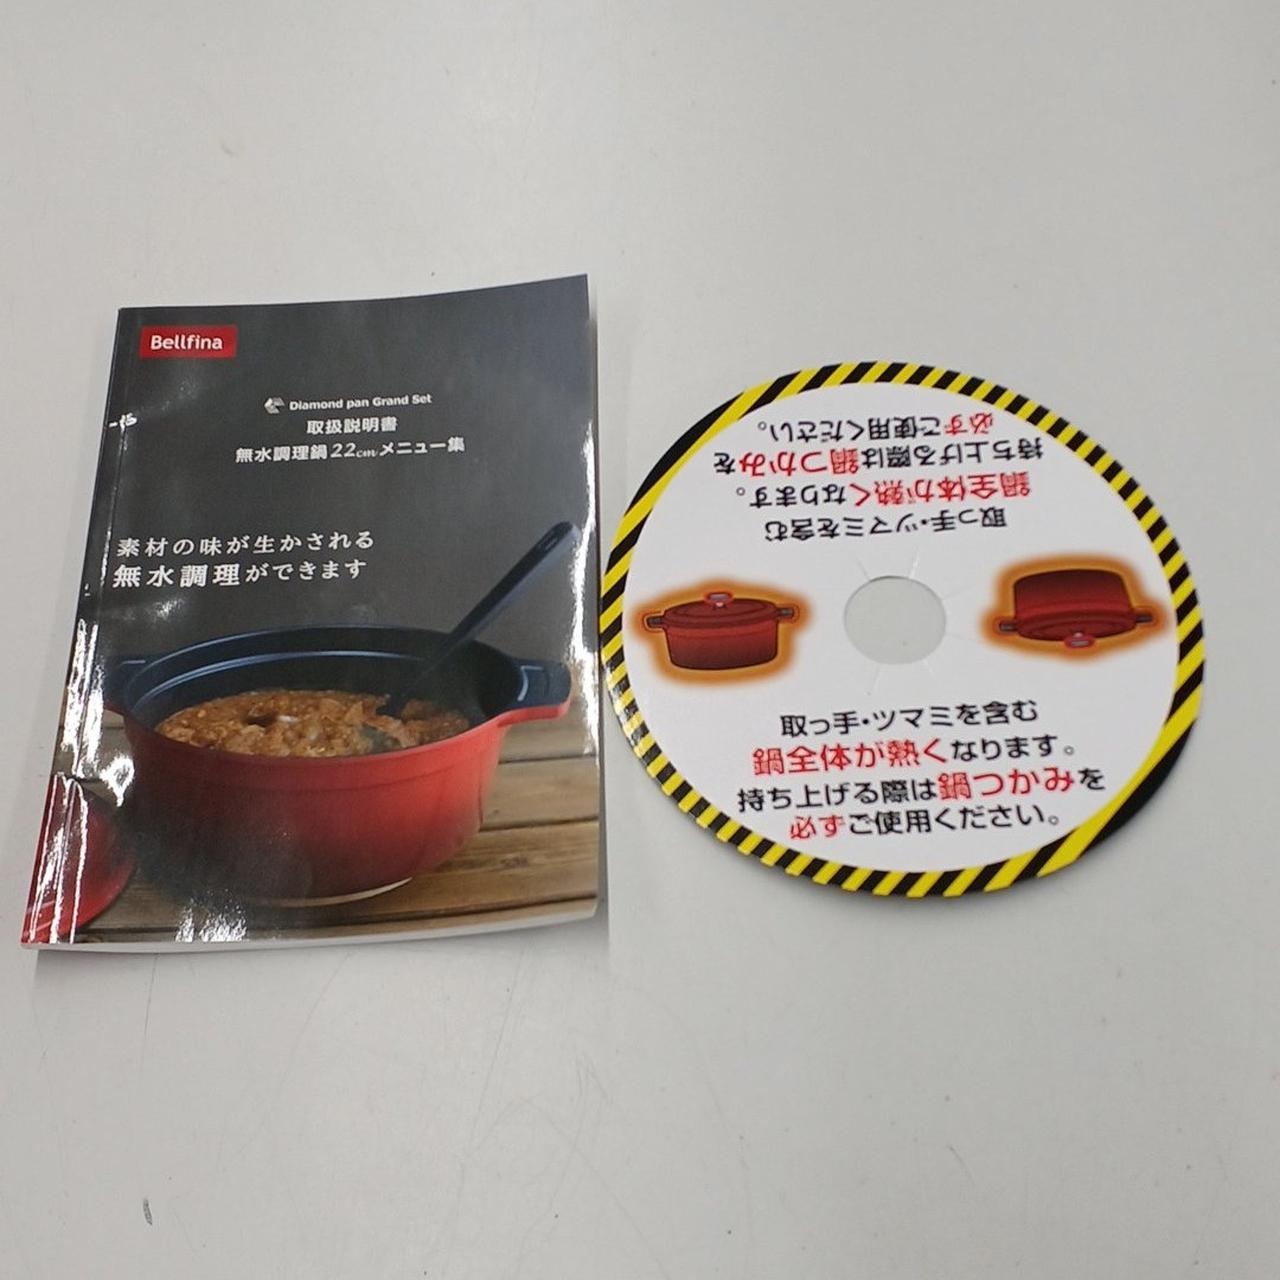 Bellfina
Diamond pan Grand Set
取扱説明書
無水調理鍋22cmメニュー集
素材の味が生かされる
無水調理ができます
取っ手・ツマミを含む
鍋全体が熱くなります。
持ち上げる際は鍋つかみを
必ずご使用ください。
取っ手・ツマミを含む
鍋全体が熱くなります。
持ち上げる際は鍋つかみを
必ずご使用ください。